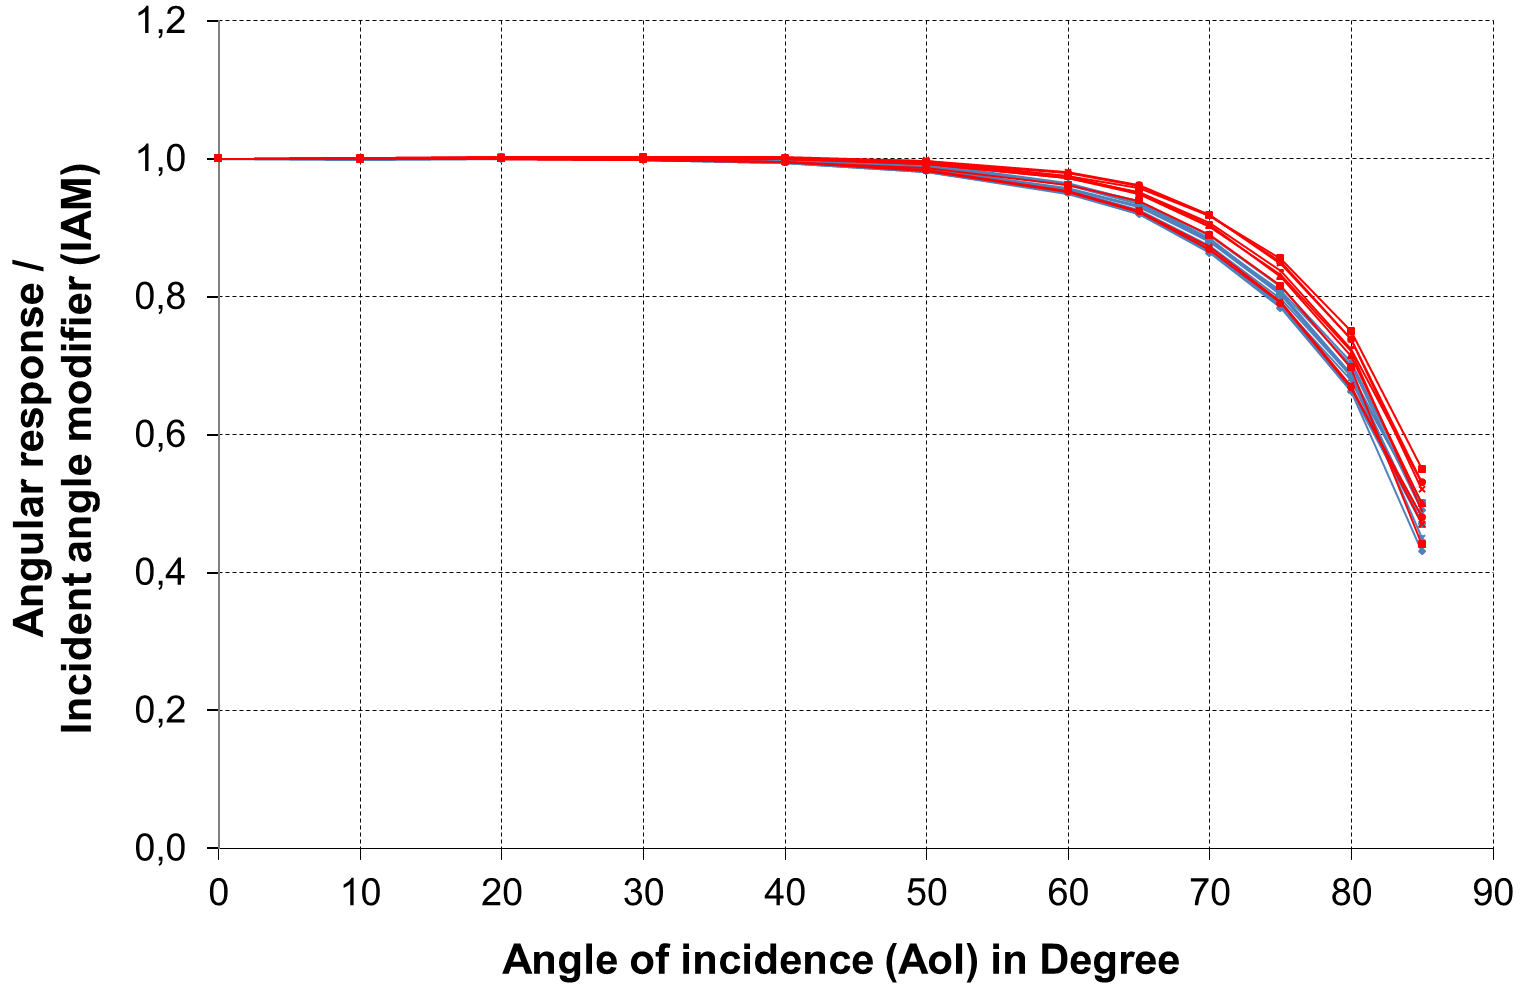 1,2
1,0
0,8
0,6
0,4
0,2
0,0
Angular response /
Incident angle modifier (IAM)
0 10 20 30 40 50 60 70 80 90
Angle of incidence (AoI) in Degree